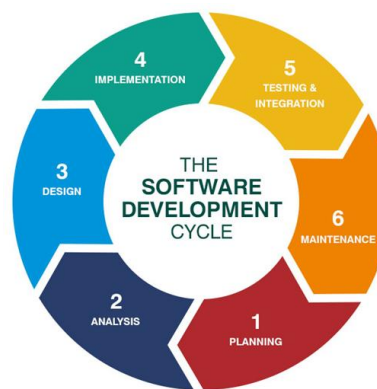 THE
SOFTWARE
DEVELOPMENT
CYCLE
1
PLANNING
2
ANALYSIS
3
DESIGN
4
IMPLEMENTATION
5
TESTING &
INTEGRATION
6
MAINTENANCE